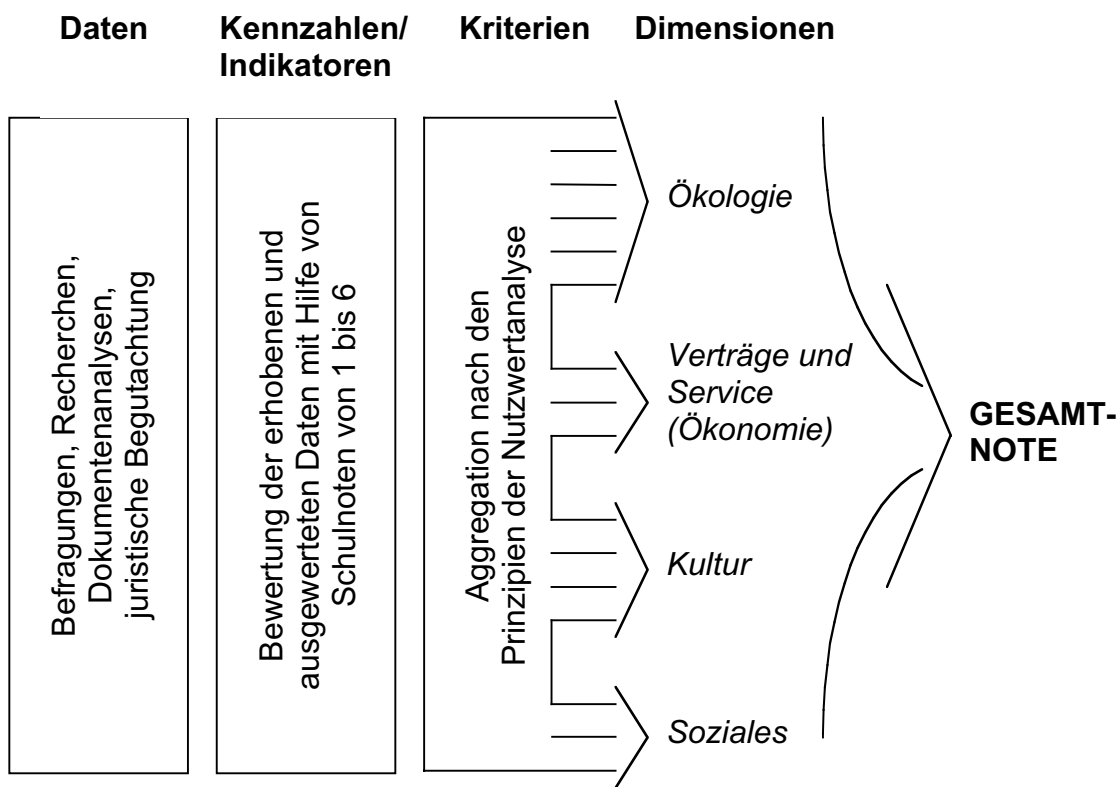 Daten
Kennzahlen/
Indikatoren
Kriterien
Dimensionen
Befragungen, Recherchen,
Dokumentenanalysen,
juristische Begutachtung
Bewertung der erhobenen und
ausgewerteten Daten mit Hilfe von
Schulnoten von 1 bis 6
Aggregation nach den
Prinzipien der Nutzwertanalyse
Ökologie
Verträge und
Service
(Ökonomie)
Kultur
Soziales
GESAMT-
NOTE